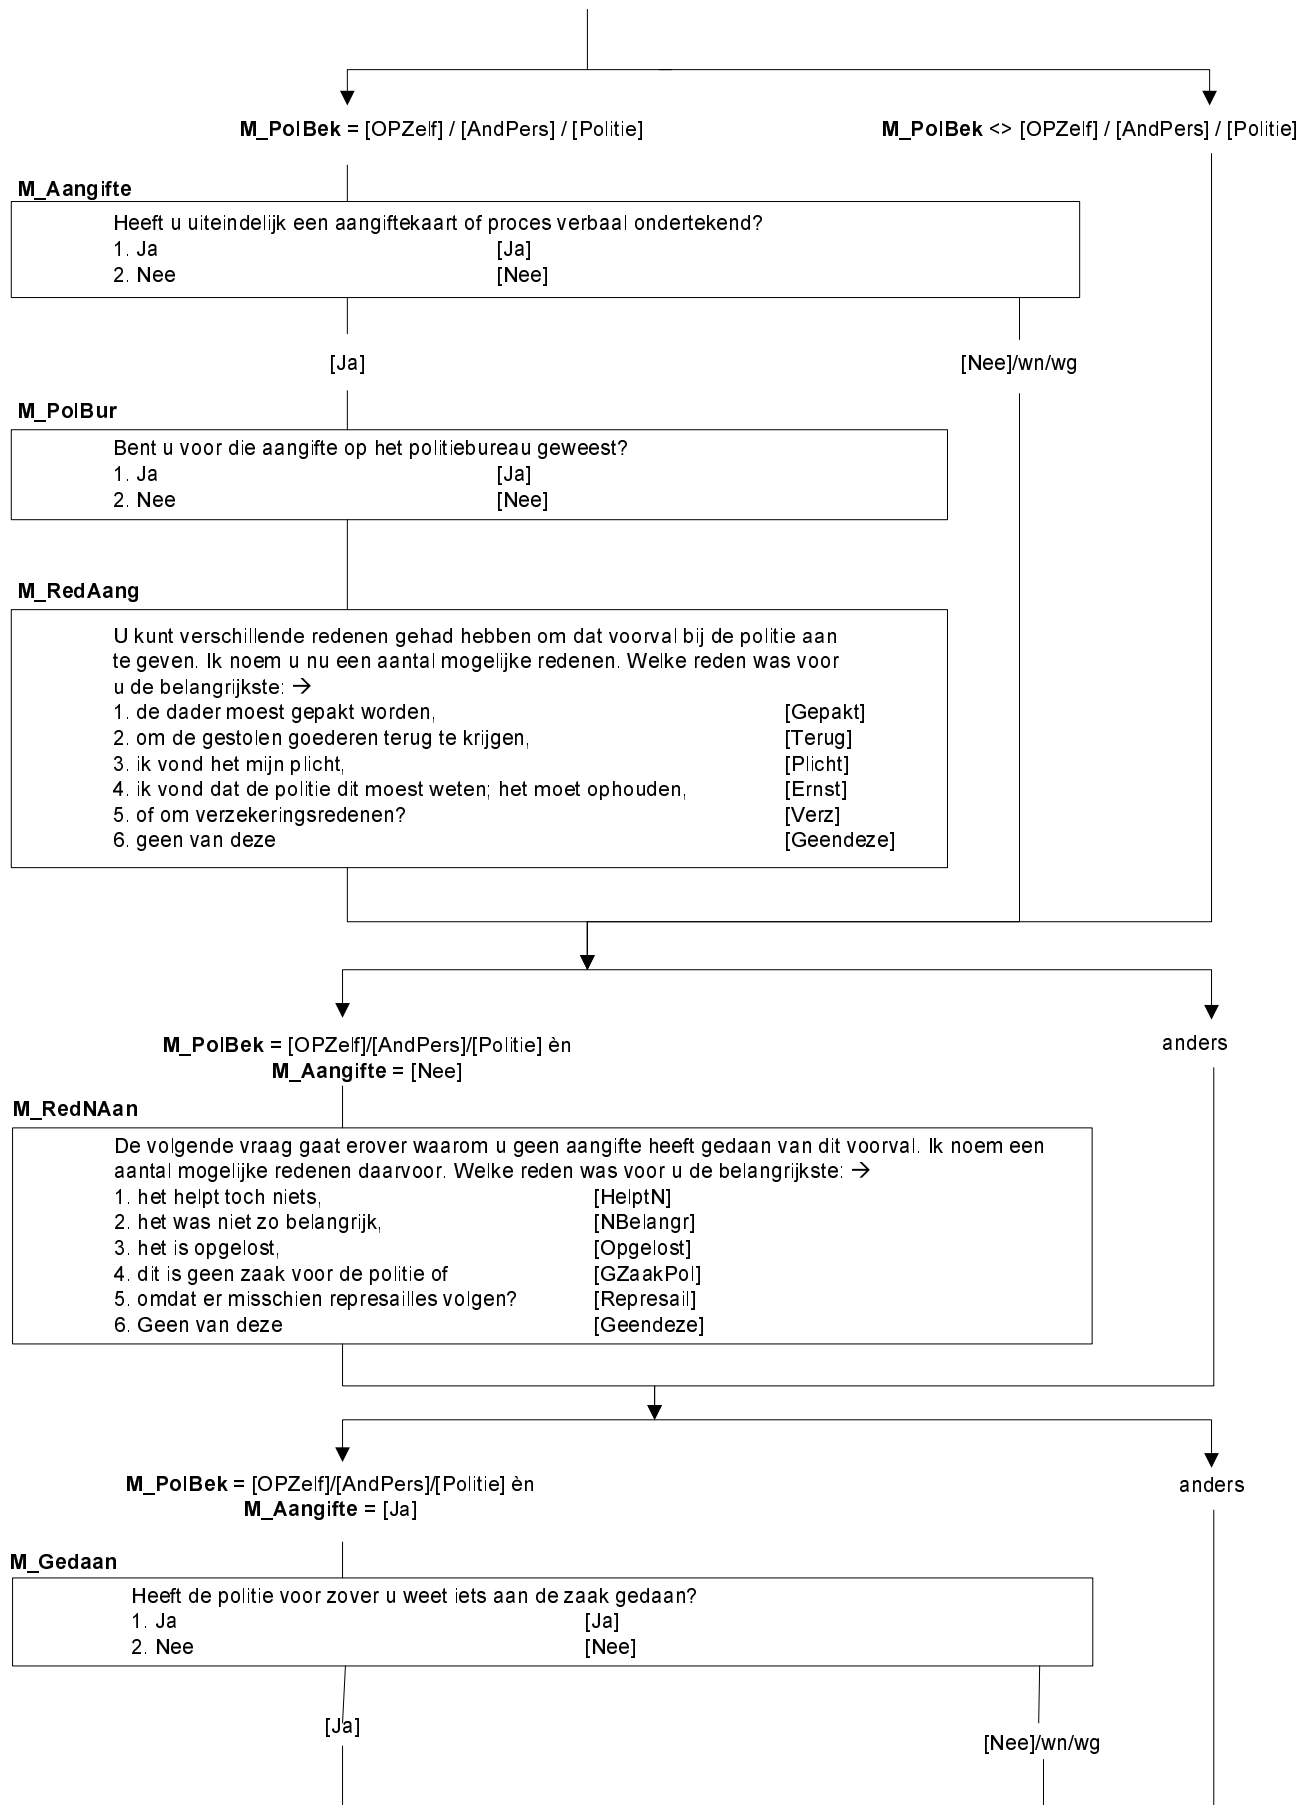 M_PolBek = [OPZelf] / [AndPers] / [Politie] M_PolBek <> [OPZelf] / [AndPers] / [Politie]
M_Aangifte
Heeft u uiteindelijk een aangiftekaart of proces verbaal ondertekend?
1. Ja [Ja]
2. Nee [Nee]
[Ja] [Nee]/wn/wg
M_PolBur
Bent u voor die aangifte op het politiebureau geweest?
1. Ja [Ja]
2. Nee [Nee]
M_RedAang
U kunt verschillende redenen gehad hebben om dat voorval bij de politie aan
te geven. Ik noem u nu een aantal mogelijke redenen. Welke reden was voor
u de belangrijkste: →
1. de dader moest gepakt worden, [Gepakt]
2. om de gestolen goederen terug te krijgen, [Terug]
3. ik vond het mijn plicht, [Plicht]
4. ik vond dat de politie dit moest weten; het moet ophouden, [Ernst]
5. of om verzekeringsredenen? [Verz]
6. geen van deze [Geendeze]
M_PolBek = [OPZelf]/[AndPers]/[Politie] èn anders
M_Aangifte = [Nee]
M_RedNAan
De volgende vraag gaat erover waarom u geen aangifte heeft gedaan van dit voorval. Ik noem een
aantal mogelijke redenen daarvoor. Welke reden was voor u de belangrijkste: →
1. het helpt toch niets, [HelptN]
2. het was niet zo belangrijk, [NBelangr]
3. het is opgelost, [Opgelost]
4. dit is geen zaak voor de politie of [GZaakPol]
5. omdat er misschien represailles volgen? [Represail]
6. Geen van deze [Geendeze]
M_PolBek = [OPZelf]/[AndPers]/[Politie] èn anders
M_Aangifte = [Ja]
M_Gedaan
Heeft de politie voor zover u weet iets aan de zaak gedaan?
1. Ja [Ja]
2. Nee [Nee]
[Ja] [Nee]/wn/wg